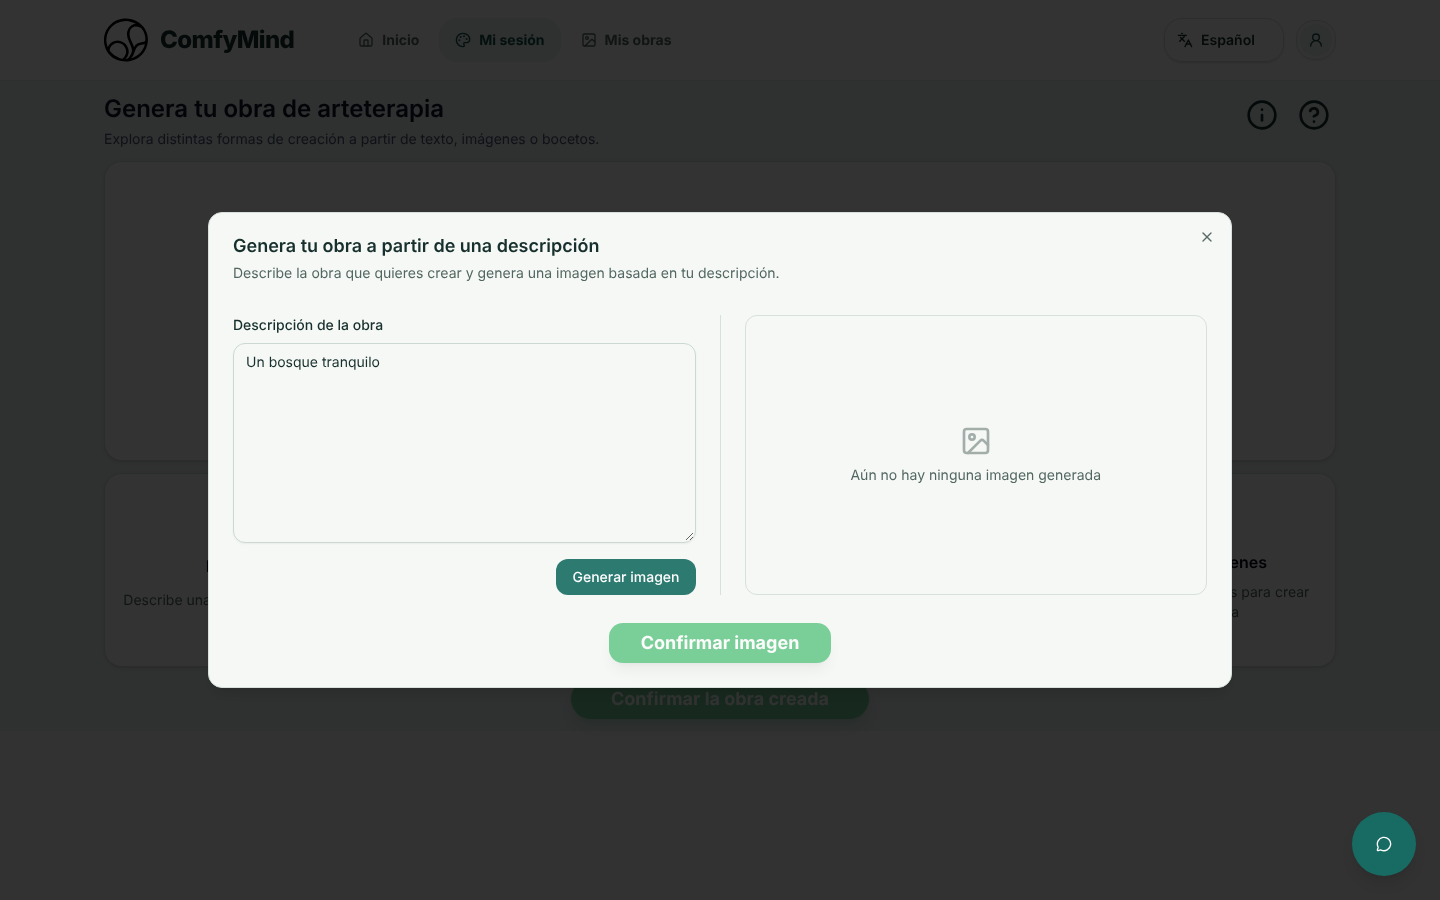 ComfyMind
Inicio
Mi sesión
Mis obras
Español
Genera tu obra de arteterapia
Explora distintas formas de creación a partir de texto, imágenes o bocetos.
Genera tu obra a partir de una descripción
Describe la obra que quieres crear y genera una imagen basada en tu descripción.
Descripción de la obra
Un bosque tranquilo
Aún no hay ninguna imagen generada
Generar imagen
Confirmar imagen
Describe una
para crear
Confirmar la obra creada